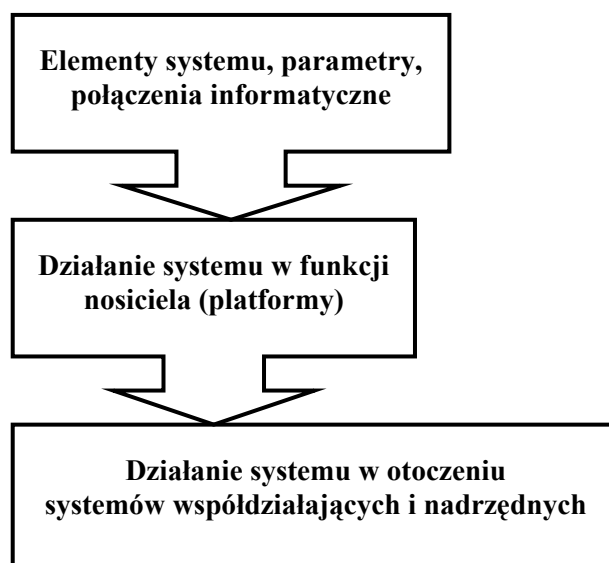 Elementy systemu, parametry,
połączenia informatyczne
Działanie systemu w funkcji
nosiciela (platformy)
Działanie systemu w otoczeniu
systemów współdziałających i nadrzędnych